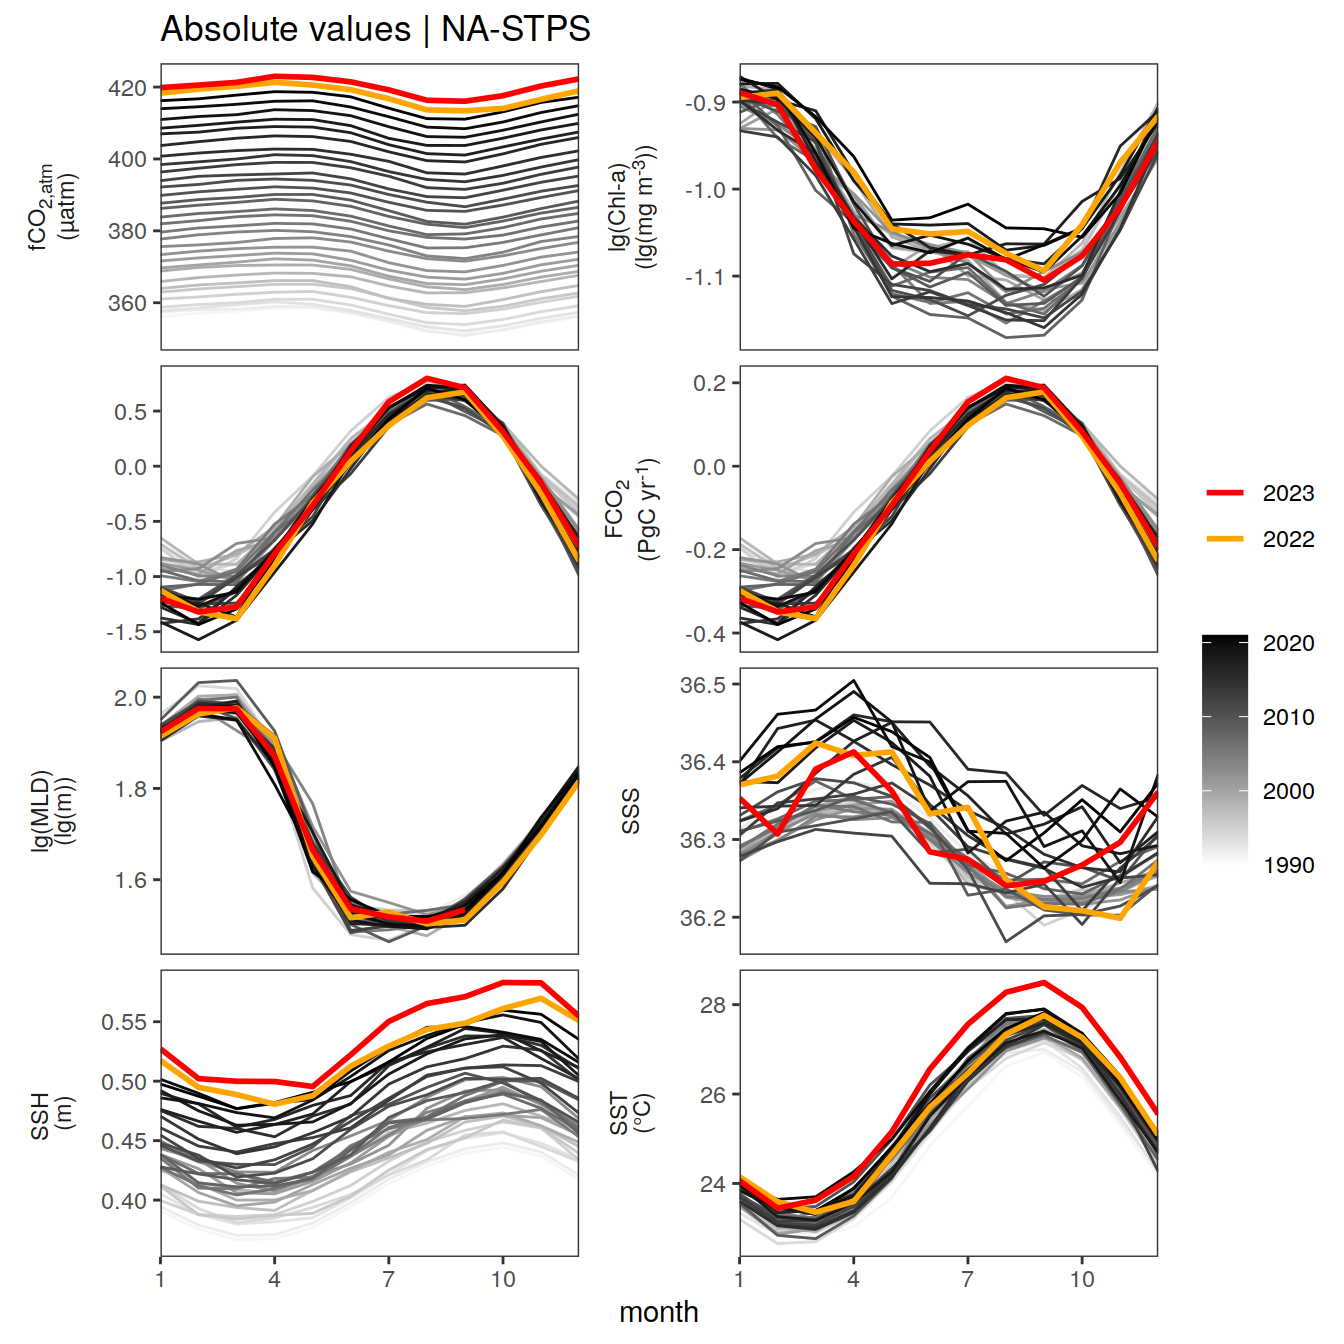 Absolute values | NA-STPS
fCO2,atm
(µatm)
420
400
380
360
lg(Chl-a)
(lg(mg m-3))
-0.9
-1.0
-1.1
0.5
0.0
-0.5
-1.0
-1.5
FCO2
(PgC yr-1)
0.2
0.0
-0.2
-0.4
lg(MLD)
(lg(m))
2.0
1.8
1.6
SSS
36.5
36.4
36.3
36.2
SSH
(m)
0.55
0.50
0.45
0.40
SST
(°C)
28
26
24
1 4 7 10
1 4 7 10
month
2023
2022
2020
2010
2000
1990